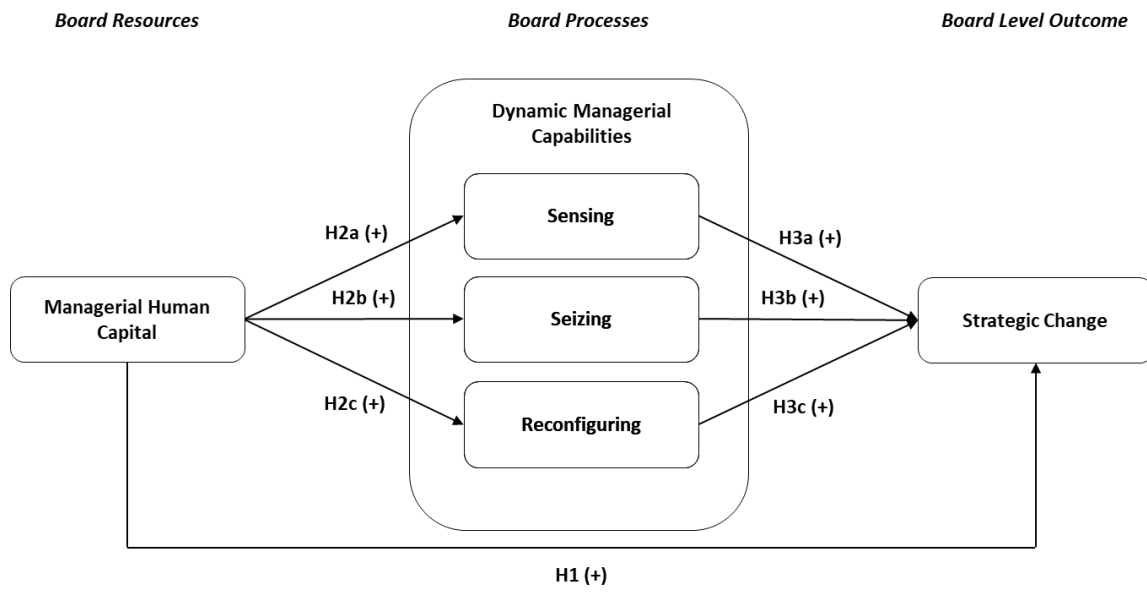 Board Resources
Board Processes
Board Level Outcome
Dynamic Managerial
Capabilities
Sensing
H2a (+)
H3a (+)
Managerial Human
Capital
H2b (+)
Seizing
H3b (+)
Strategic Change
H2c (+)
Reconfiguring
H3c (+)
H1 (+)